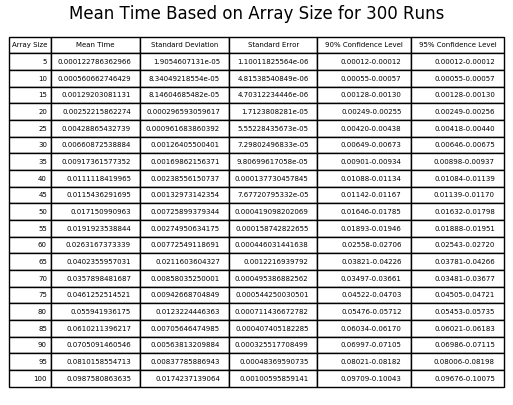 Mean Time Based on Array Size for 300 Runs
Array Size Mean Time Standard Deviation Standard Error 90% Confidence Level 95% Confidence Level
5 0.000122786362966 1.9054607131e-05 1.10011825564e-06 0.00012-0.00012 0.00012-0.00012
10 0.000560662746429 8.34049218554e-05 4.81538540849e-06 0.00055-0.00057 0.00055-0.00057
15 0.00129203081131 8.14604685482e-05 4.70312234446e-06 0.00128-0.00130 0.00128-0.00130
20 0.00252215862274 0.000296593059617 1.7123808281e-05 0.00249-0.00255 0.00249-0.00256
25 0.00428865432739 0.000961683860392 5.55228435673e-05 0.00420-0.00438 0.00418-0.00440
30 0.00660872538884 0.00126405500401 7.29802496833e-05 0.00649-0.00673 0.00646-0.00675
35 0.00917361577352 0.00169862156371 9.80699617058e-05 0.00901-0.00934 0.00898-0.00937
40 0.0111118419965 0.00238556150737 0.000137730457845 0.01088-0.01134 0.01084-0.01139
45 0.0115436291695 0.00132973142354 7.67720795332e-05 0.01142-0.01167 0.01139-0.01170
50 0.017150990963 0.00725899379344 0.000419098202069 0.01646-0.01785 0.01632-0.01798
55 0.0191923538844 0.00274950634175 0.000158742822655 0.01893-0.01946 0.01888-0.01951
60 0.0263167373339 0.00772549118691 0.000446031441638 0.02558-0.02706 0.02543-0.02720
65 0.0402355957031 0.0211603604327 0.0012216939792 0.03821-0.04226 0.03781-0.04266
70 0.0357898481687 0.00858035250001 0.000495386882562 0.03497-0.03661 0.03481-0.03677
75 0.0461252514521 0.00942668704849 0.000544250030501 0.04522-0.04703 0.04505-0.04721
80 0.055941936175 0.0123224446363 0.000711436672782 0.05476-0.05712 0.05453-0.05735
85 0.0610211396217 0.00705646474985 0.000407405182285 0.06034-0.06170 0.06021-0.06183
90 0.0705091460546 0.00563813209884 0.000325517708499 0.06997-0.07105 0.06986-0.07115
95 0.0810158554713 0.00837785886943 0.00048369590735 0.08021-0.08182 0.08006-0.08198
100 0.0987580863635 0.0174237139064 0.00100595859141 0.09709-0.10043 0.09676-0.10075